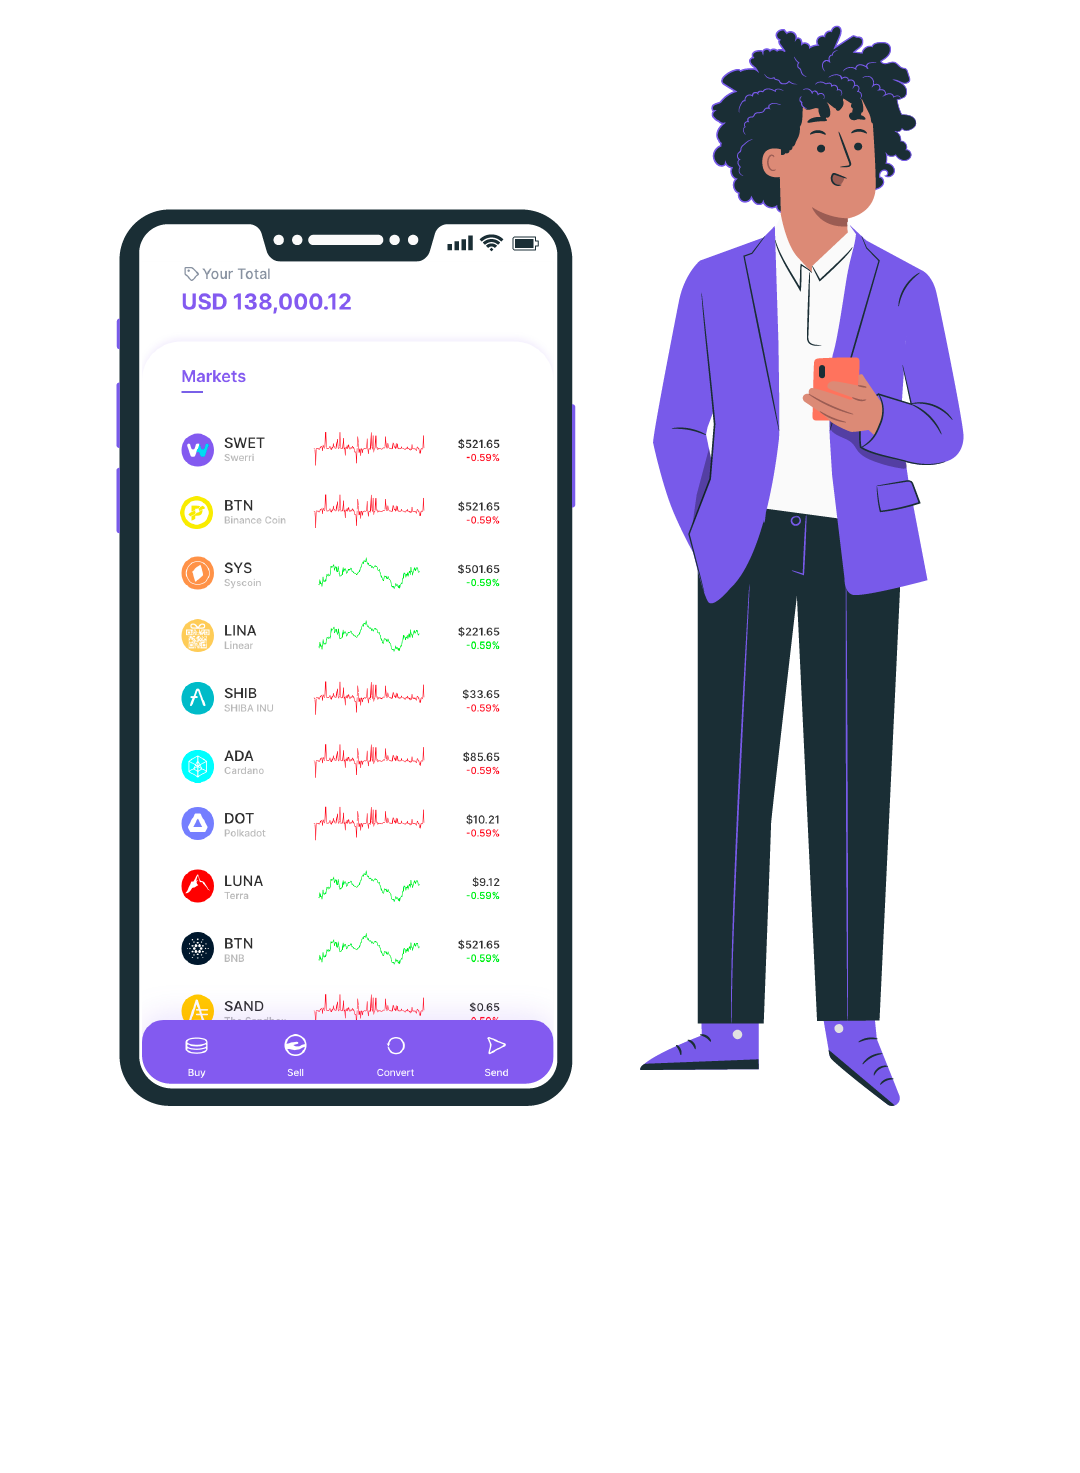 Your Total
USD 138,000.12
Markets
SWET
Swerri
$521.65
-0.59%
BTN
Binance Coin
$521.65
-0.59%
SYS
Syscoin
$501.65
-0.59%
LINA
Linear
$221.65
-0.59%
SHIB
SHIBA INU
$33.65
-0.59%
ADA
Cardano
$85.65
-0.59%
DOT
Polkadot
$10.21
-0.59%
LUNA
Terra
$9.12
-0.59%
BTN
BNB
$521.65
-0.59%
SAND
$0.65
Buy
Sell
Convert
Send